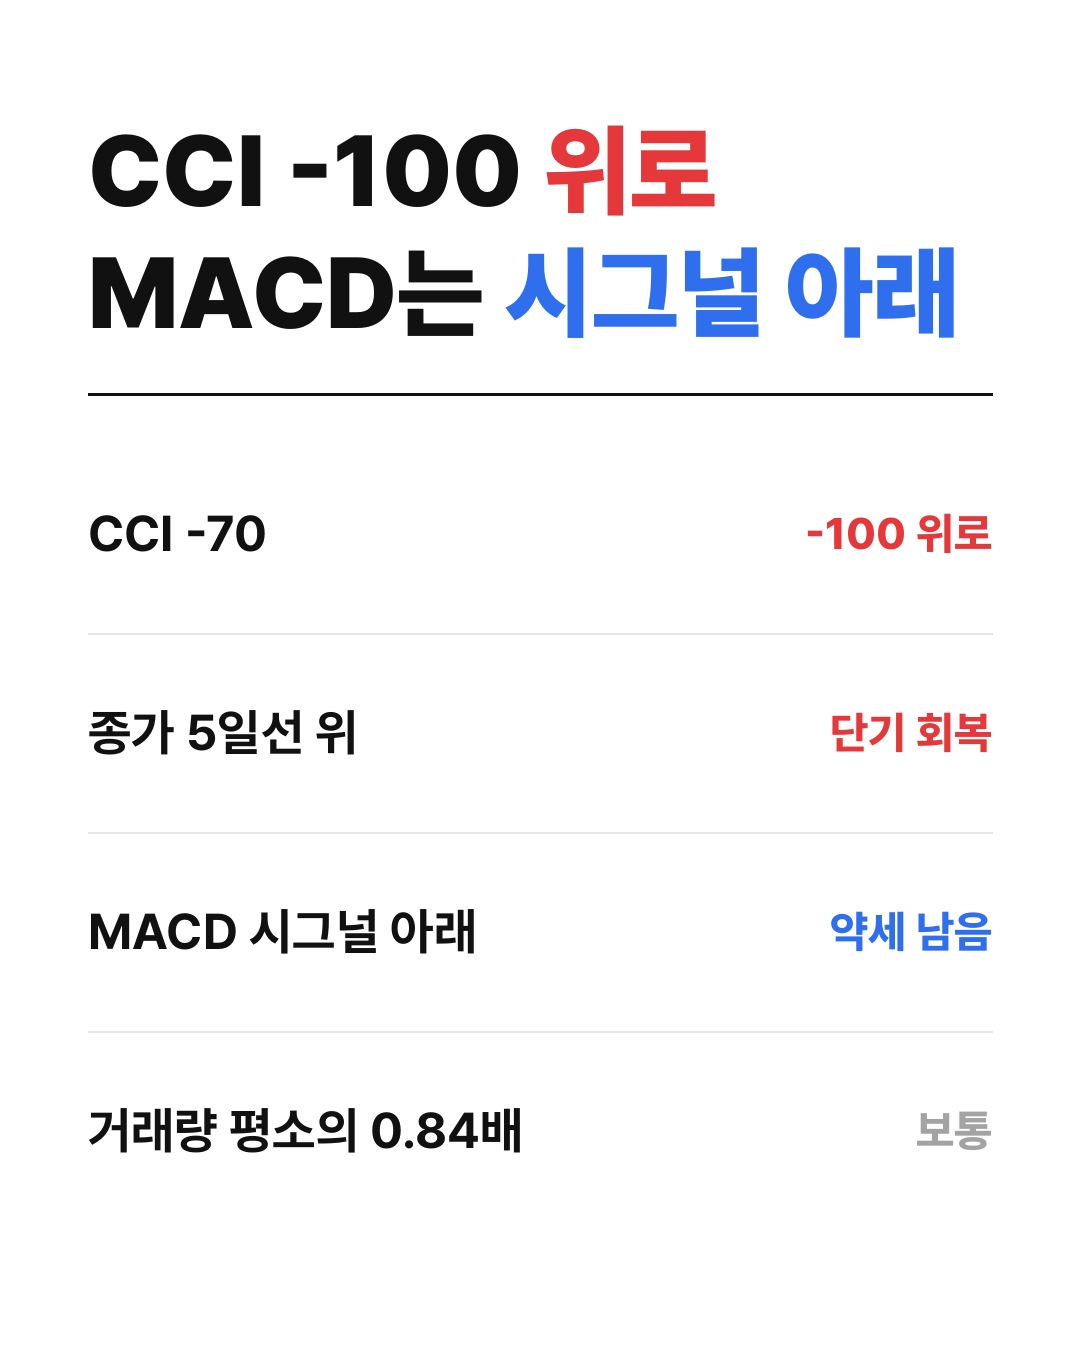 CCI -100 위로
MACD는 시그널 아래
CCI -70
-100 위로
종가 5일선 위
단기 회복
MACD 시그널 아래
약세 남음
거래량 평소의 0.84배
보통